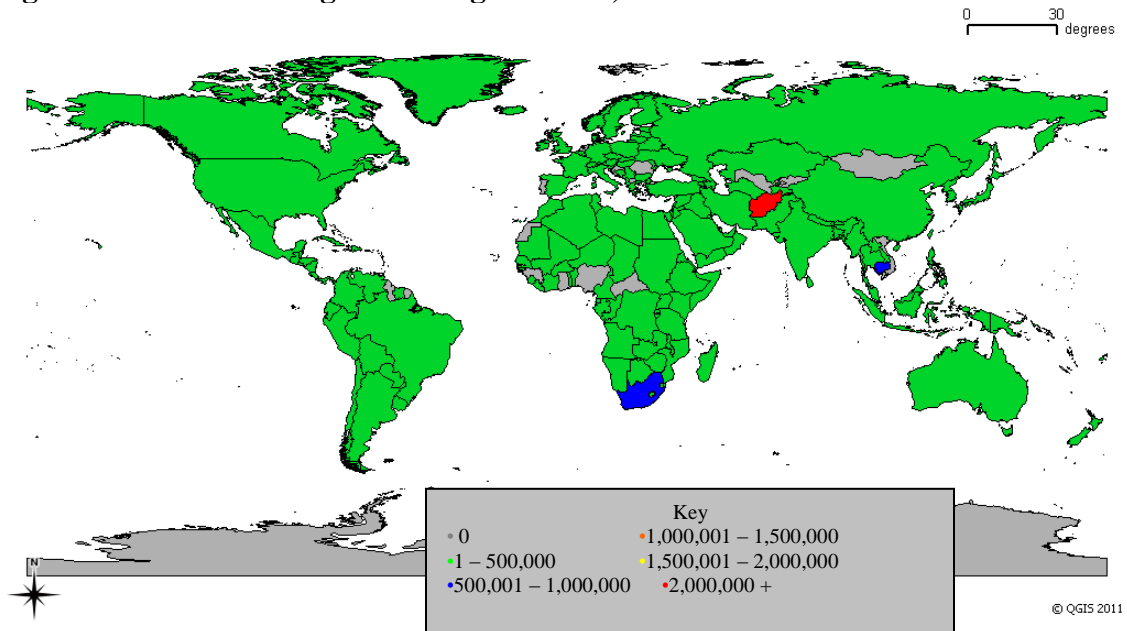 0 30
degrees
Key
0 1,000,001 – 1,500,000
1 – 500,000 1,500,001 – 2,000,000
500,001 – 1,000,000 2,000,000 +
N
© QGIS 2011